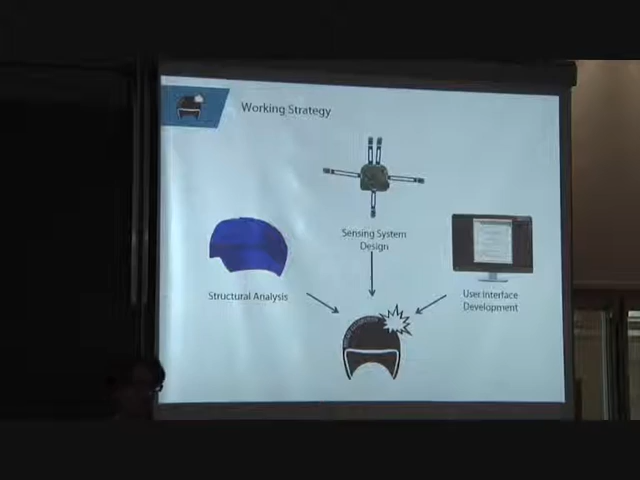 Working Strategy
Sensing System
Design
Structural Analysis
User Interface
Development